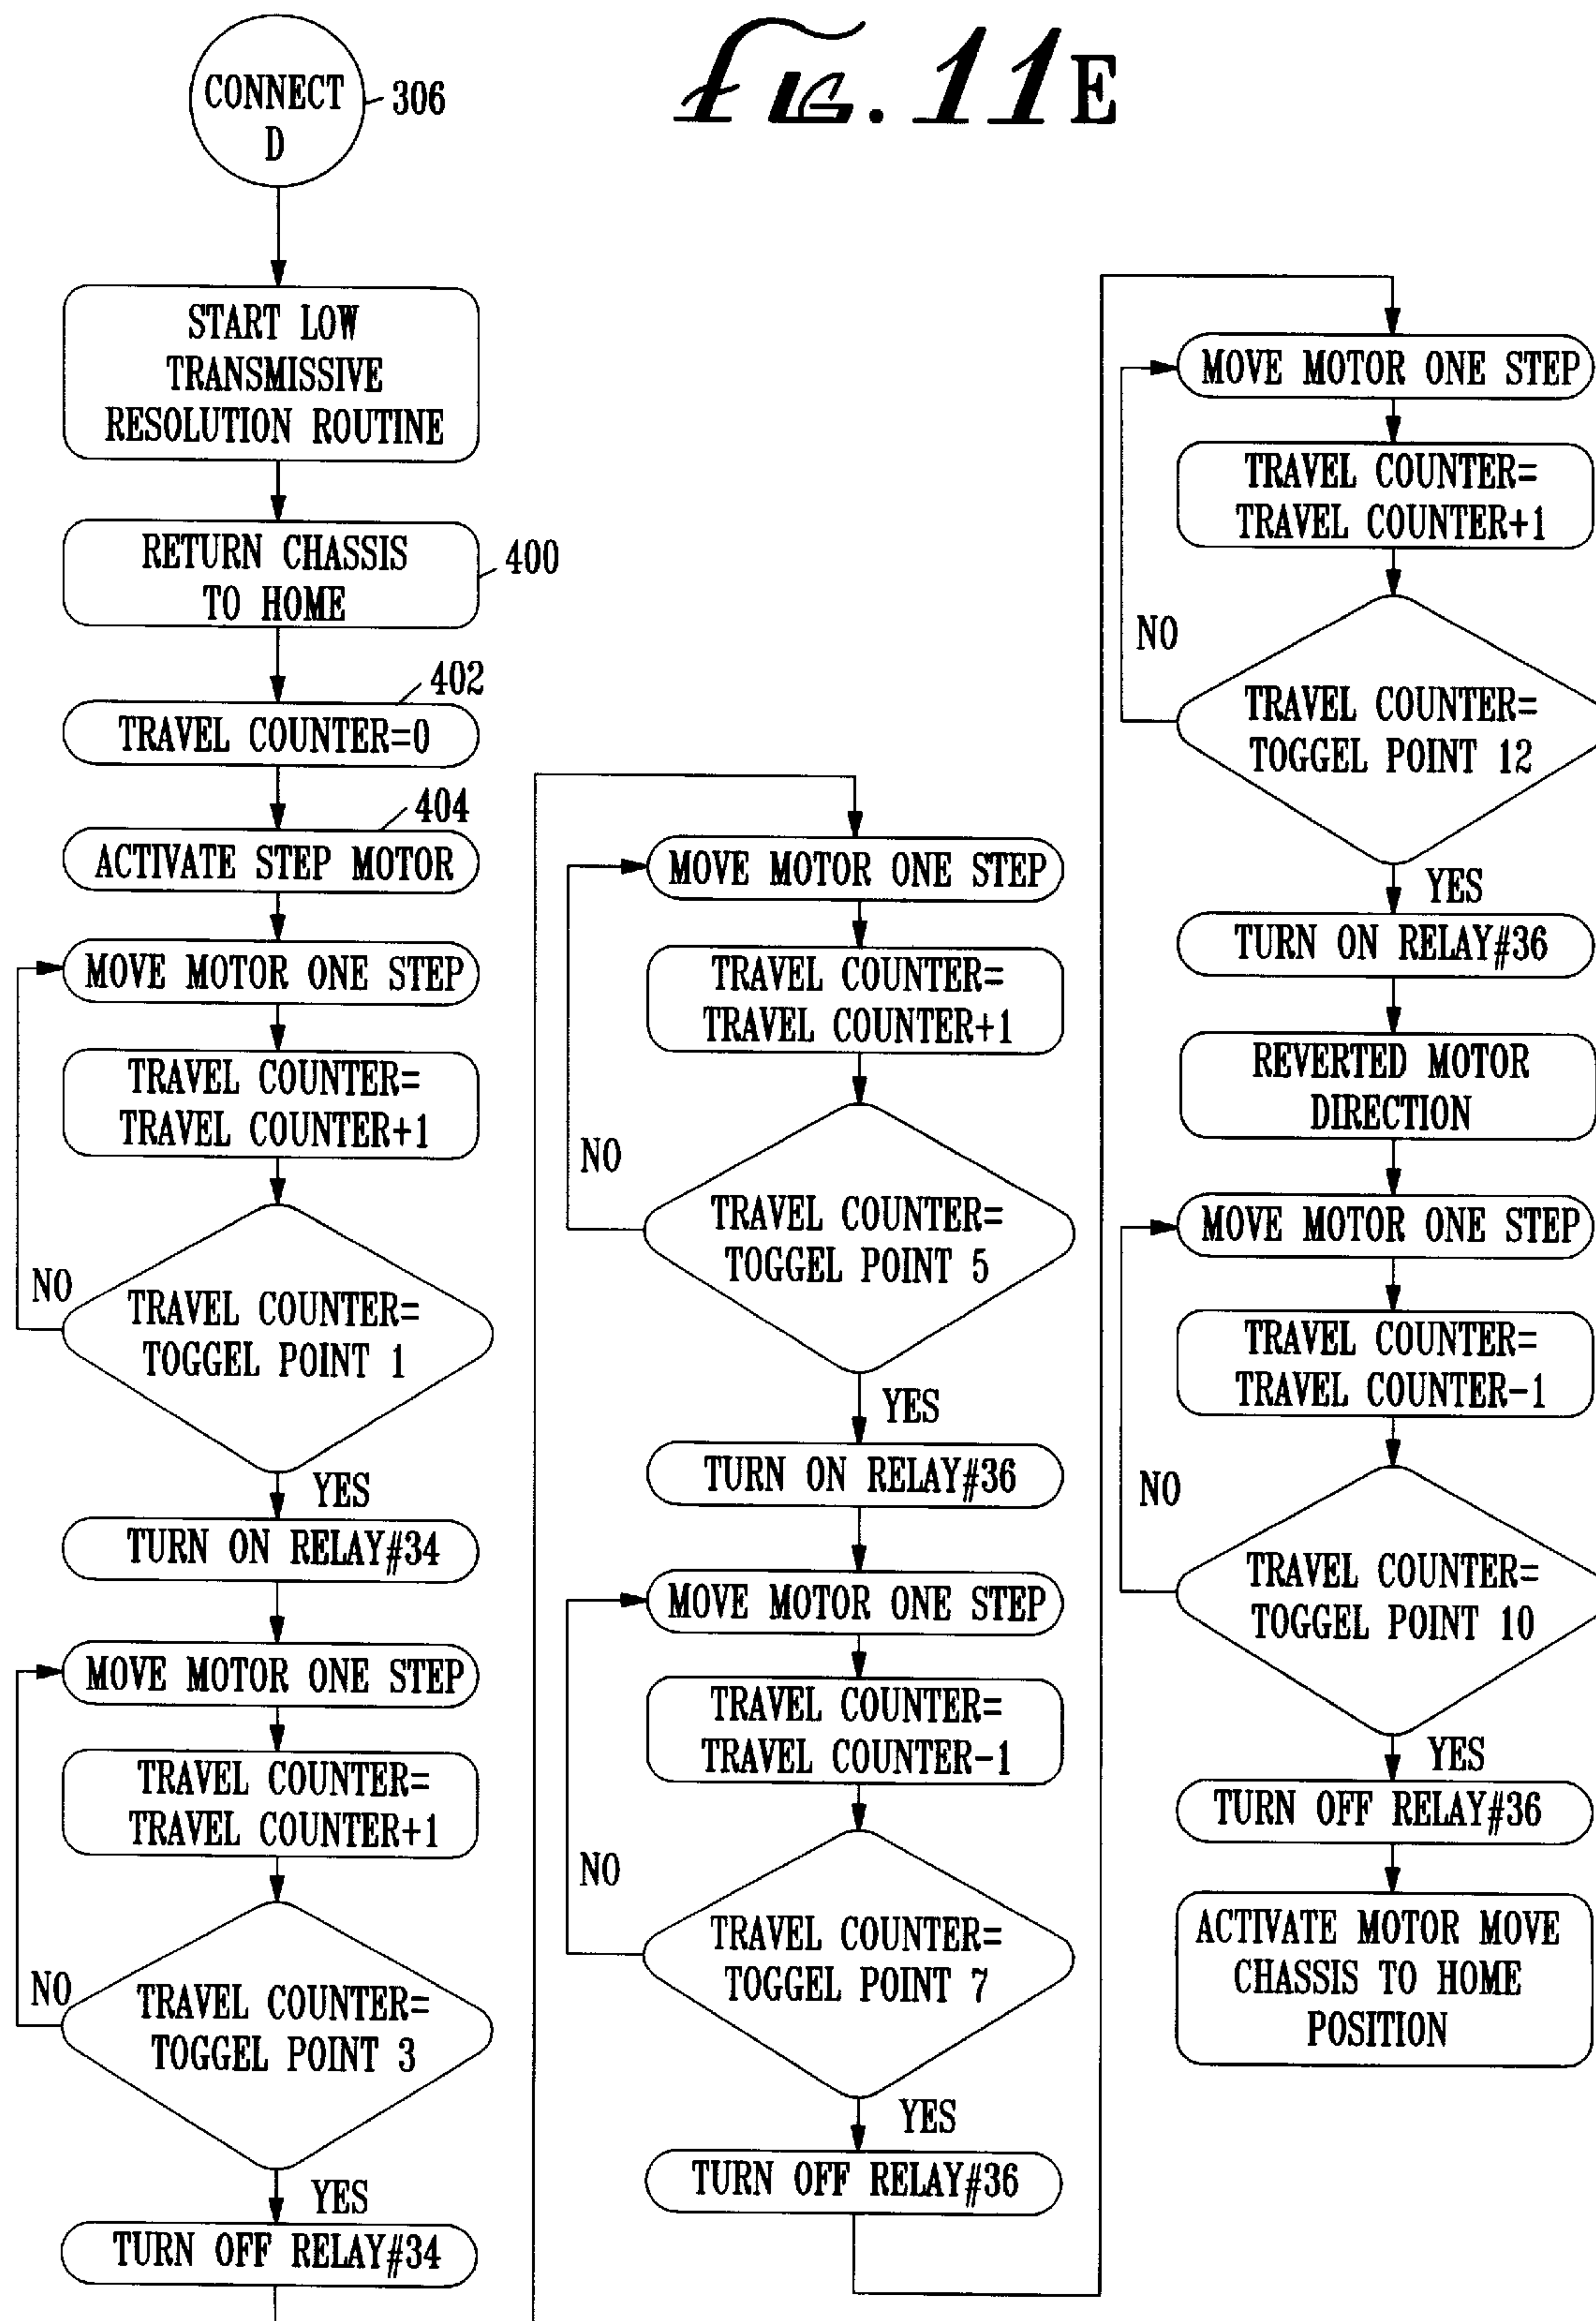 FIG. 11E
CONNECT
D
306
START LOW
TRANSMISSIVE
RESOLUTION ROUTINE
RETURN CHASSIS
TO HOME
400
402
TRAVEL COUNTER=0
404
ACTIVATE STEP MOTOR
MOVE MOTOR ONE STEP
TRAVEL COUNTER=
TRAVEL COUNTER+1
NO
TRAVEL COUNTER=
TOGGEL POINT 1
YES
TURN ON RELAY#34
MOVE MOTOR ONE STEP
TRAVEL COUNTER=
TRAVEL COUNTER+1
NO
TRAVEL COUNTER=
TOGGEL POINT 3
YES
TURN OFF RELAY#34
MOVE MOTOR ONE STEP
TRAVEL COUNTER=
TRAVEL COUNTER+1
NO
TRAVEL COUNTER=
TOGGEL POINT 5
YES
TURN ON RELAY#36
MOVE MOTOR ONE STEP
TRAVEL COUNTER=
TRAVEL COUNTER-1
NO
TRAVEL COUNTER=
TOGGEL POINT 7
YES
TURN OFF RELAY#36
MOVE MOTOR ONE STEP
TRAVEL COUNTER=
TRAVEL COUNTER+1
NO
TRAVEL COUNTER=
TOGGEL POINT 12
YES
TURN ON RELAY#36
REVERTED MOTOR
DIRECTION
MOVE MOTOR ONE STEP
TRAVEL COUNTER=
TRAVEL COUNTER-1
NO
TRAVEL COUNTER=
TOGGEL POINT 10
YES
TURN OFF RELAY#36
ACTIVATE MOTOR MOVE
CHASSIS TO HOME
POSITION